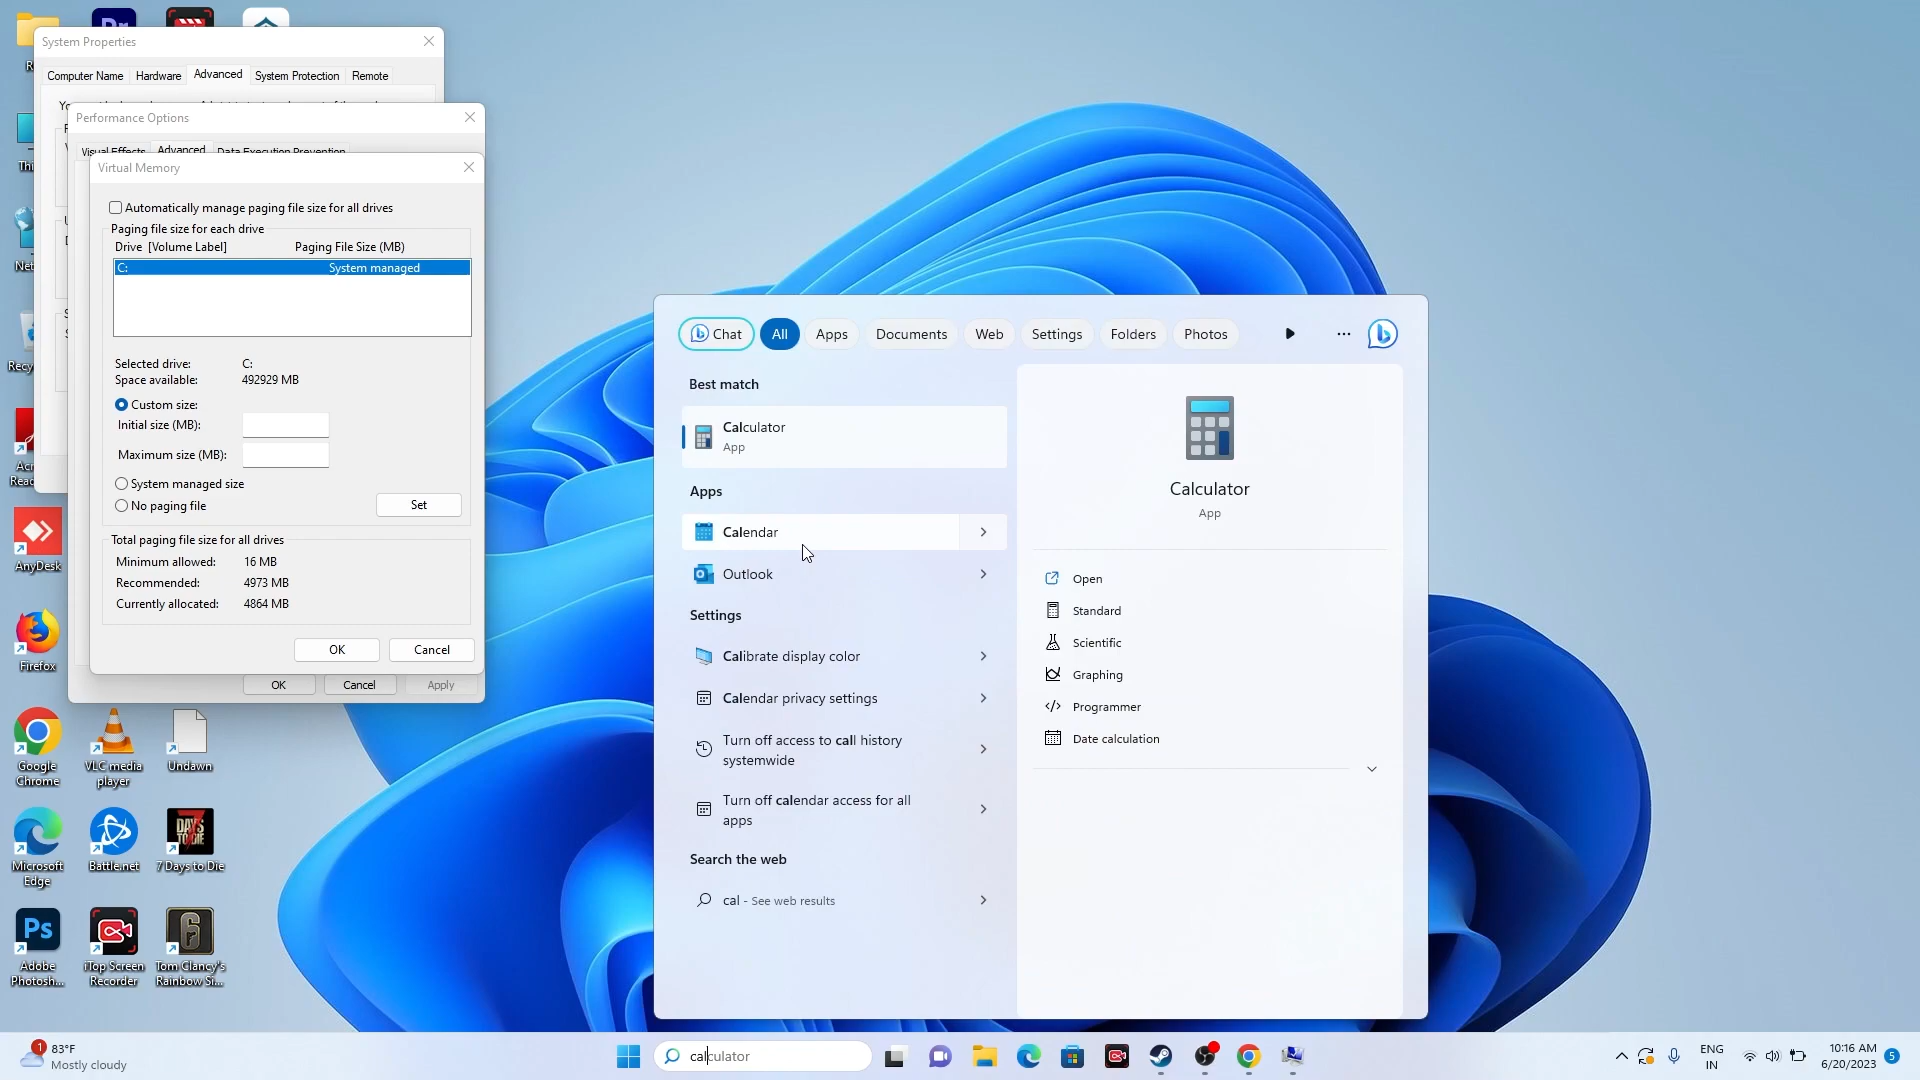 System Properties
Computer Name
Hardware
Advanced
System Protection
Remote
Performance Options
Visual Effects
Advanced
Data Execution Prevention
Virtual Memory
Automatically manage paging file size for all drives
Paging file size for each drive
Drive [Volume Label]
Paging File Size (MB)
C:
System managed
Selected drive:
C:
Space available:
492929 MB
Custom size:
Initial size (MB):
Maximum size (MB):
System managed size
No paging file
Set
Total paging file size for all drives
Minimum allowed:
16 MB
Recommended:
4973 MB
Currently allocated:
4864 MB
OK
Cancel
OK
Cancel
Apply
AnyDesk
Firefox
Google
Chrome
VLC media
player
Undawn
Microsoft
Edge
Battle.net
7 Days to Die
Adobe
Photosh...
iTop Screen
Recorder
Tom Clancy's
Rainbow Si...
Chat
All
Apps
Documents
Web
Settings
Folders
Photos
Best match
Calculator
App
Apps
Calendar
Outlook
Settings
Calibrate display color
Calendar privacy settings
Turn off access to call history
systemwide
Turn off calendar access for all
apps
Search the web
cal - See web results
Calculator
App
Open
Standard
Scientific
Graphing
Programmer
Date calculation
1
83°F
Mostly cloudy
calculator
ENG
IN
10:16 AM
6/20/2023
5